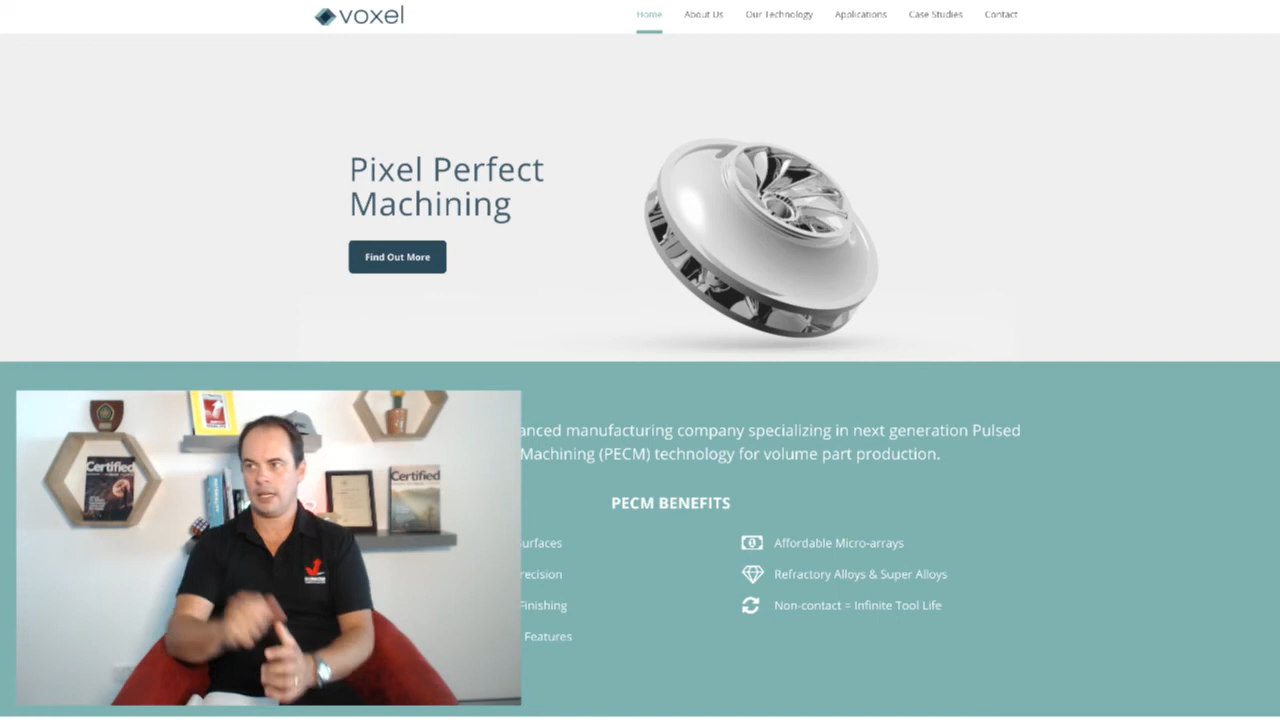 voxel
Home About Us Our Technology Applications Case Studies Contact
Pixel Perfect
Machining
Find Out More
anced manufacturing company specializing in next generation Pulsed
Machining (PECM) technology for volume part production.
PECM BENEFITS
urfaces
Affordable Micro-arrays
recision
Refractory Alloys & Super Alloys
Finishing
Non-contact = Infinite Tool Life
Features
Certified
Certified